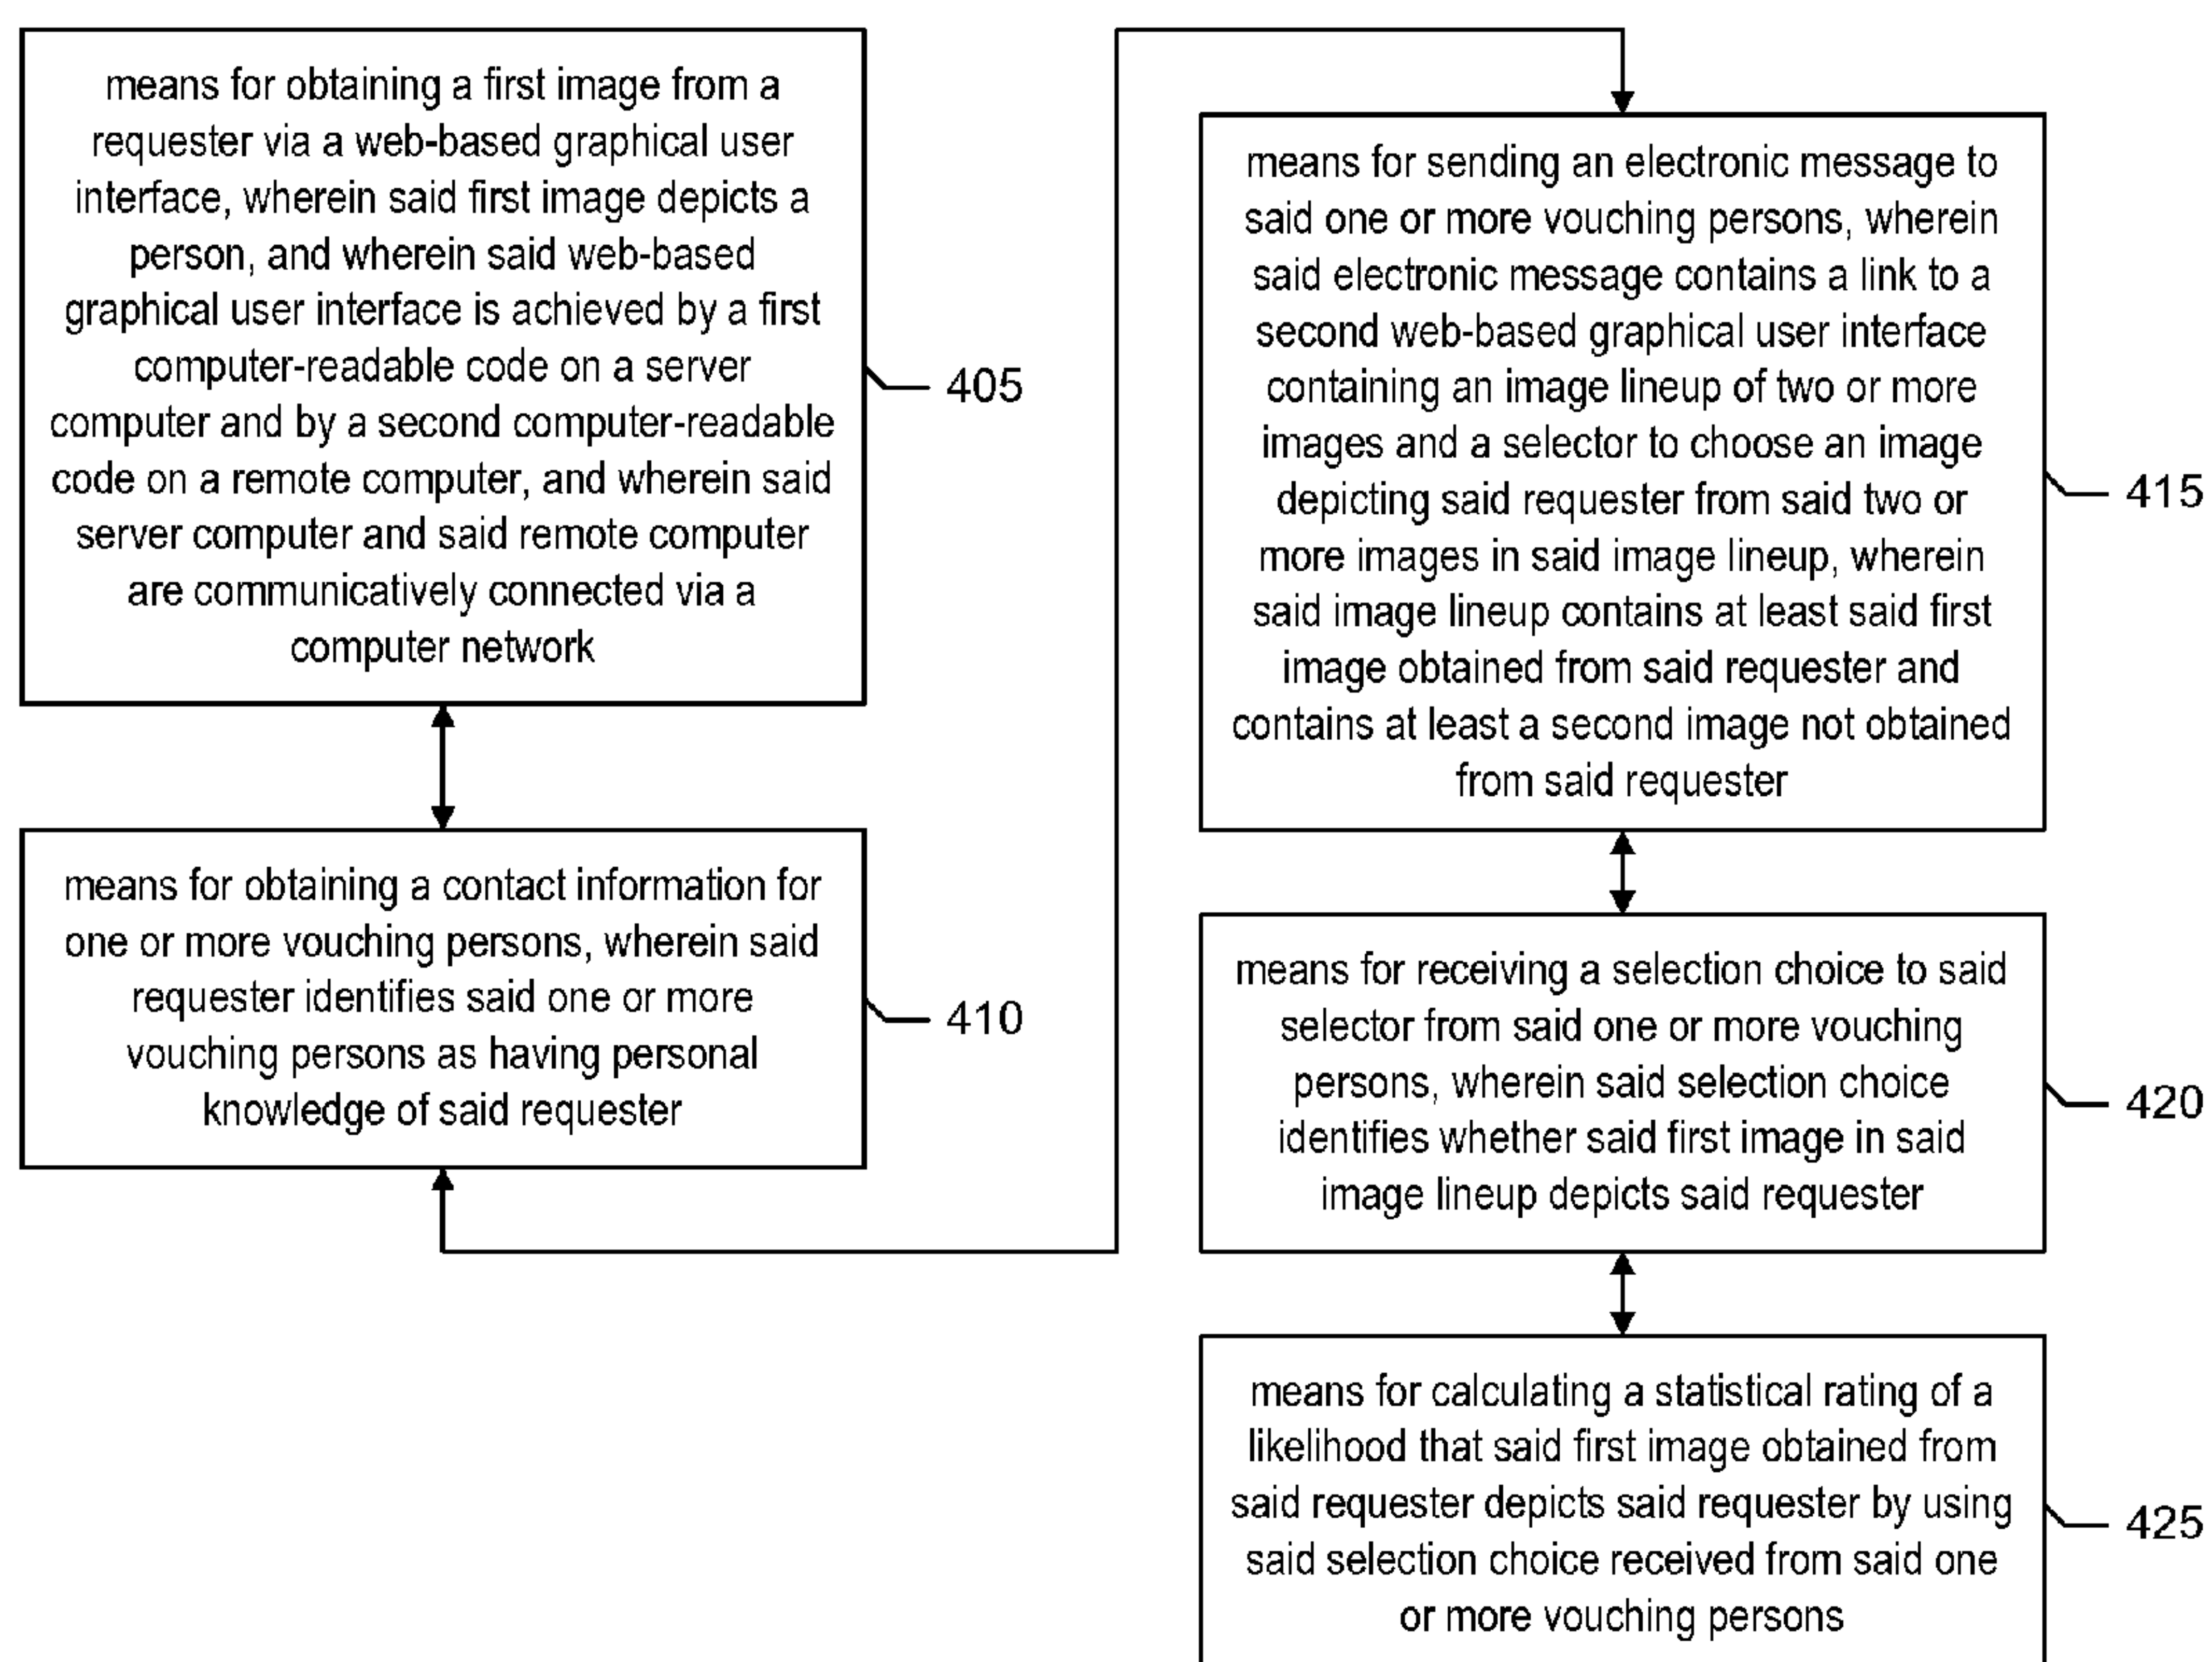 means for obtaining a first image from a
requester via a web-based graphical user
interface, wherein said first image depicts a
person, and wherein said web-based
graphical user interface is achieved by a first
computer-readable code on a server
computer and by a second computer-readable
code on a remote computer, and wherein said
server computer and said remote computer
are communicatively connected via a
computer network
405
means for obtaining a contact information for
one or more vouching persons, wherein said
requester identifies said one or more
vouching persons as having personal
knowledge of said requester
410
means for sending an electronic message to
said one or more vouching persons, wherein
said electronic message contains a link to a
second web-based graphical user interface
containing an image lineup of two or more
images and a selector to choose an image
depicting said requester from said two or
more images in said image lineup, wherein
said image lineup contains at least said first
image obtained from said requester and
contains at least a second image not obtained
from said requester
415
means for receiving a selection choice to said
selector from said one or more vouching
persons, wherein said selection choice
identifies whether said first image in said
image lineup depicts said requester
420
means for calculating a statistical rating of a
likelihood that said first image obtained from
said requester depicts said requester by using
said selection choice received from said one
or more vouching persons
425